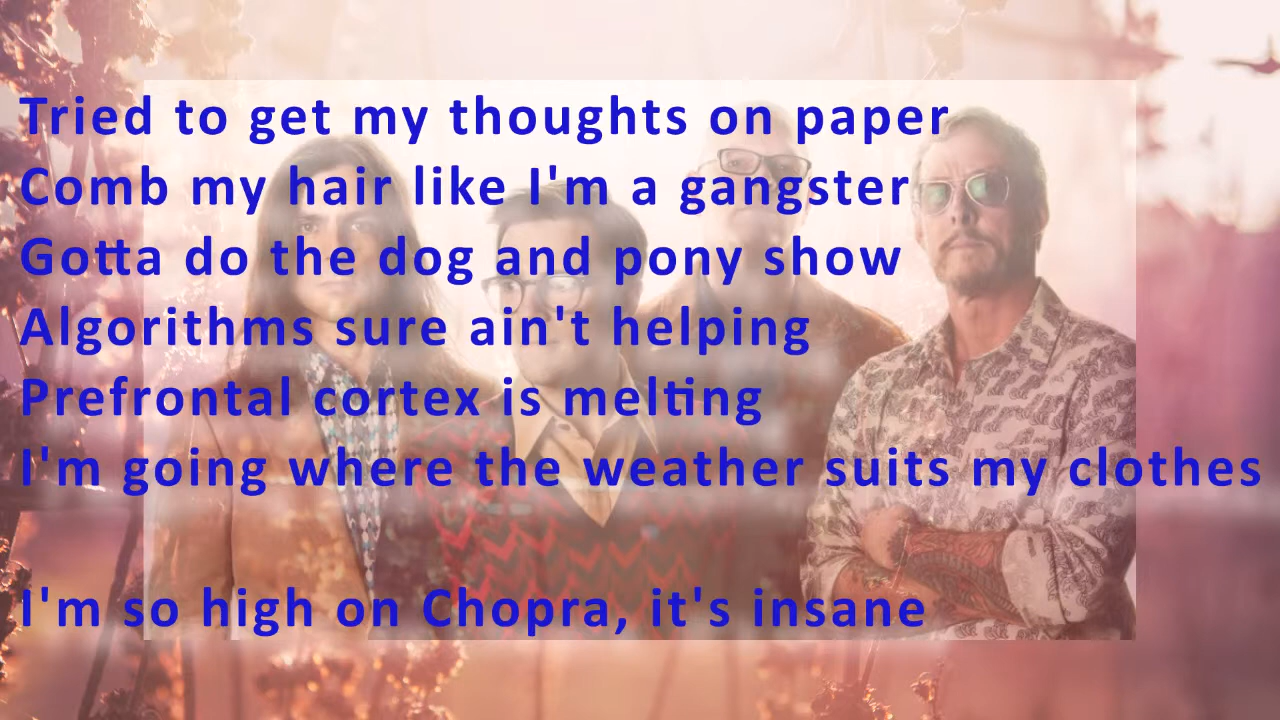 Tried to get my thoughts on paper
Comb my hair like I'm a gangster
Gotta do the dog and pony show
Algorithms sure ain't helping
Prefrontal cortex is melting
I'm going where the weather suits my clothes
I'm so high on Chopra, it's insane